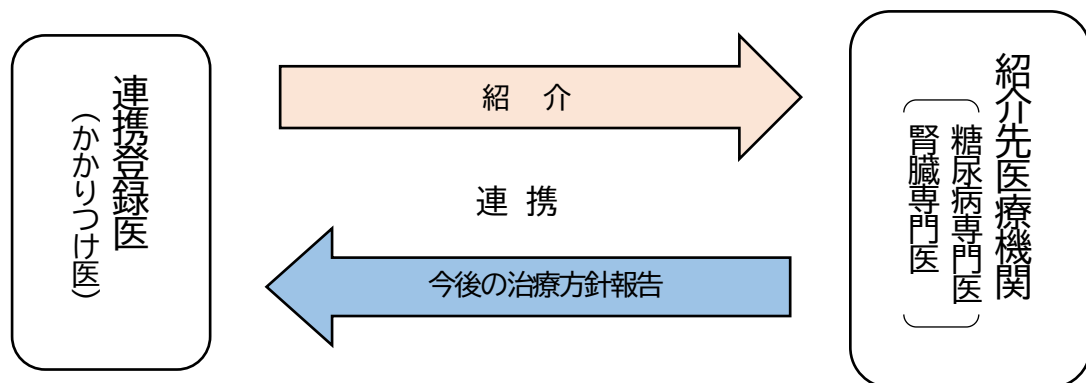 連携登録医
(かかりつけ医)
紹 介
連 携
今後の治療方針報告
紹介先医療機関
糖尿病専門医
腎臓専門医